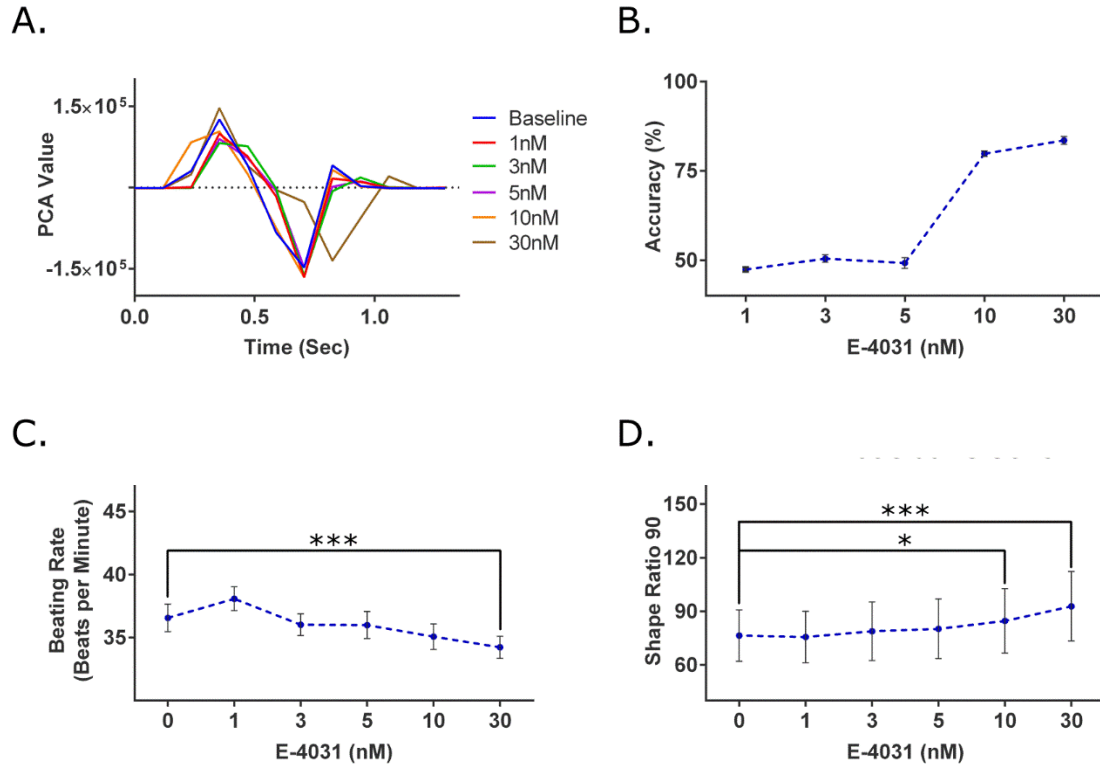 A.
1.5×10⁵
-1.5×10⁵
PCA Value
0.0 0.5 1.0
Time (Sec)
Baseline
1nM
3nM
5nM
10nM
30nM
B.
100
75
50
Accuracy (%)
1 3 5 10 30
E-4031 (nM)
C.
45
40
35
Beating Rate
(Beats per Minute)
***
0 1 3 5 10 30
E-4031 (nM)
D.
150
120
90
60
Shape Ratio 90
***
*
0 1 3 5 10 30
E-4031 (nM)